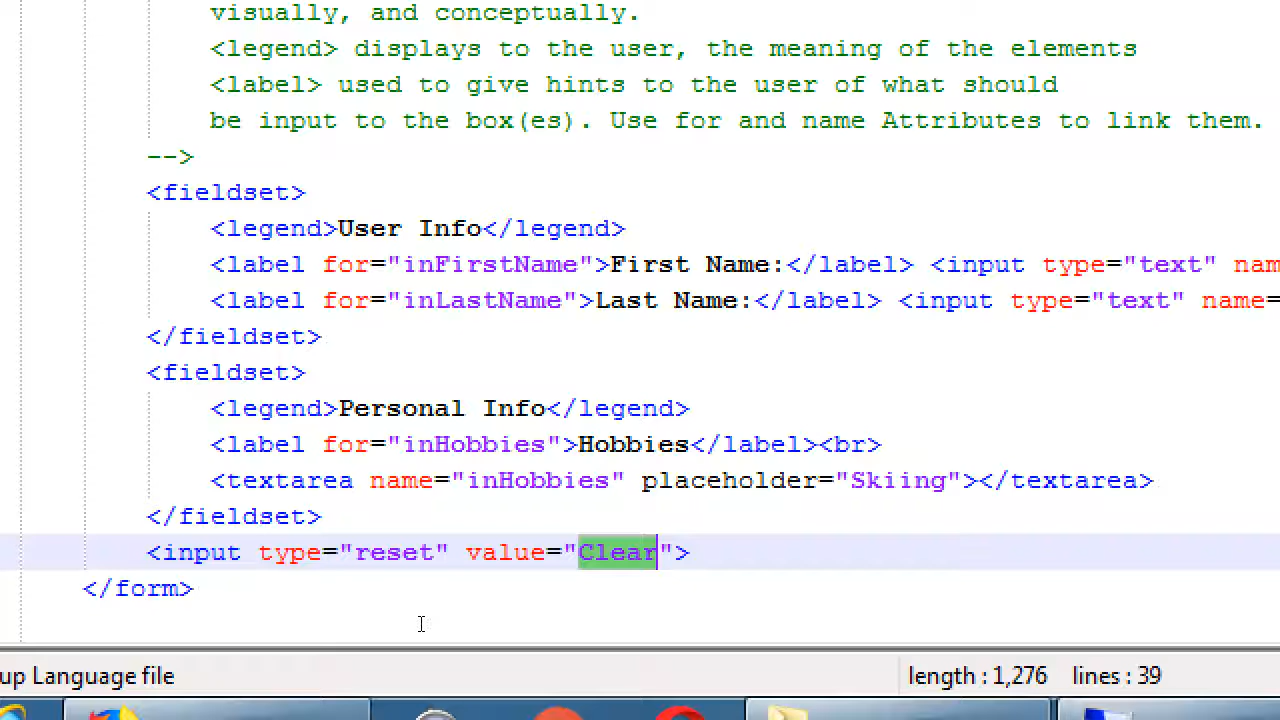 visually, and conceptually.
<legend> displays to the user, the meaning of the elements
<label> used to give hints to the user of what should
be input to the box(es). Use for and name Attributes to link them.
-->
<fieldset>
<legend>User Info</legend>
<label for="inFirstName">First Name:</label> <input type="text" nam
<label for="inLastName">Last Name:</label> <input type="text" name=
</fieldset>
<fieldset>
<legend>Personal Info</legend>
<label for="inHobbies">Hobbies</label><br>
<textarea name="inHobbies" placeholder="Skiing"></textarea>
</fieldset>
<input type="reset" value="Clear">
</form>
up Language file length : 1,276 lines : 39